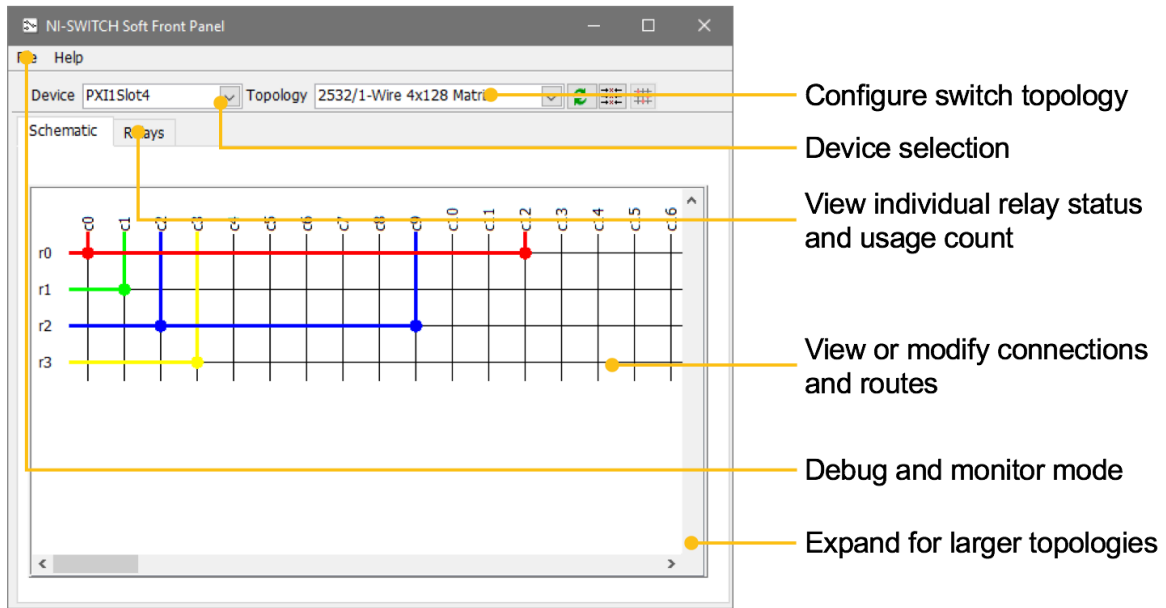 NI-SWITCH Soft Front Panel
Help
Device PXI1Slot4 Topology 2532/1-Wire 4x128
Configure switch topology
Schematic
Device selection
View individual relay status
and usage count
c0 c1 c2 c3 c4 c5 c6 c7 c8 c9 c10 c11 c12 c13 c14 c15 c16
r0
r1
r2
r3
View or modify connections
and routes
Debug and monitor mode
Expand for larger topologies